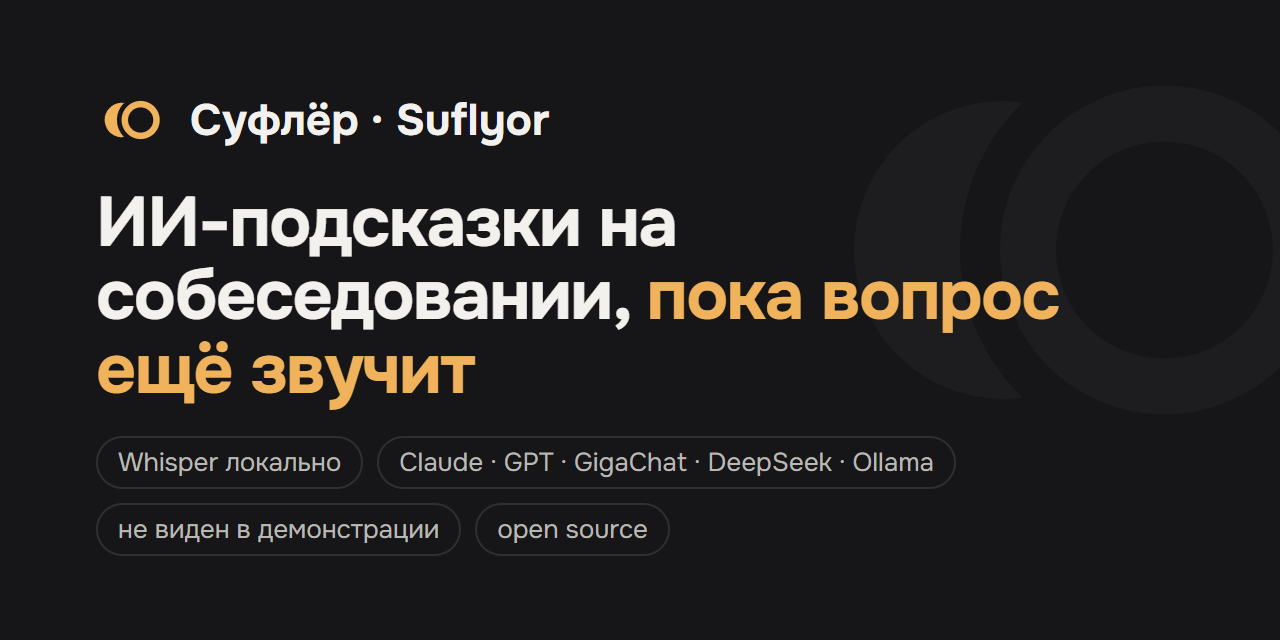 Суфлёр · Suflyor
ИИ-подсказки на
собеседовании, пока вопрос
ещё звучит
Whisper локально
Claude · GPT · GigaChat · DeepSeek · Ollama
не виден в демонстрации
open source